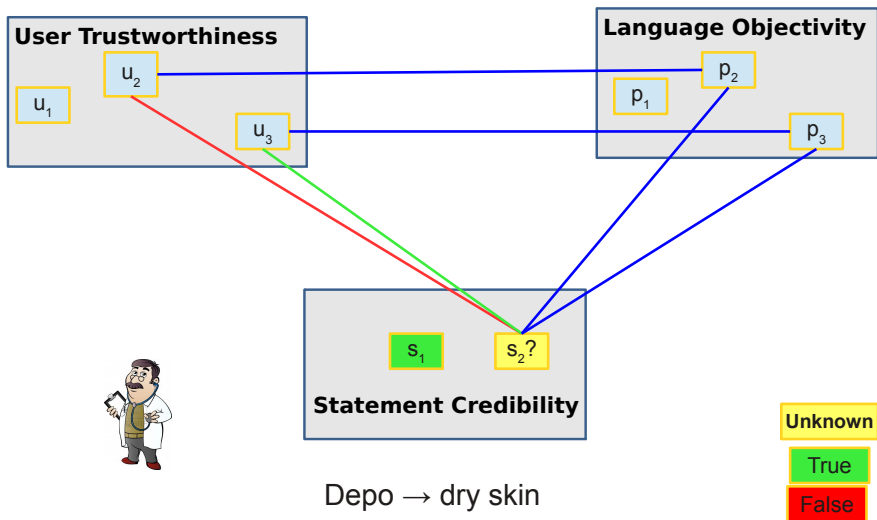 User Trustworthiness
Language Objectivity
u2
p2
u1
p1
u3
p3
s1
s2?
Statement Credibility
Unknown
True
Depo → dry skin
False